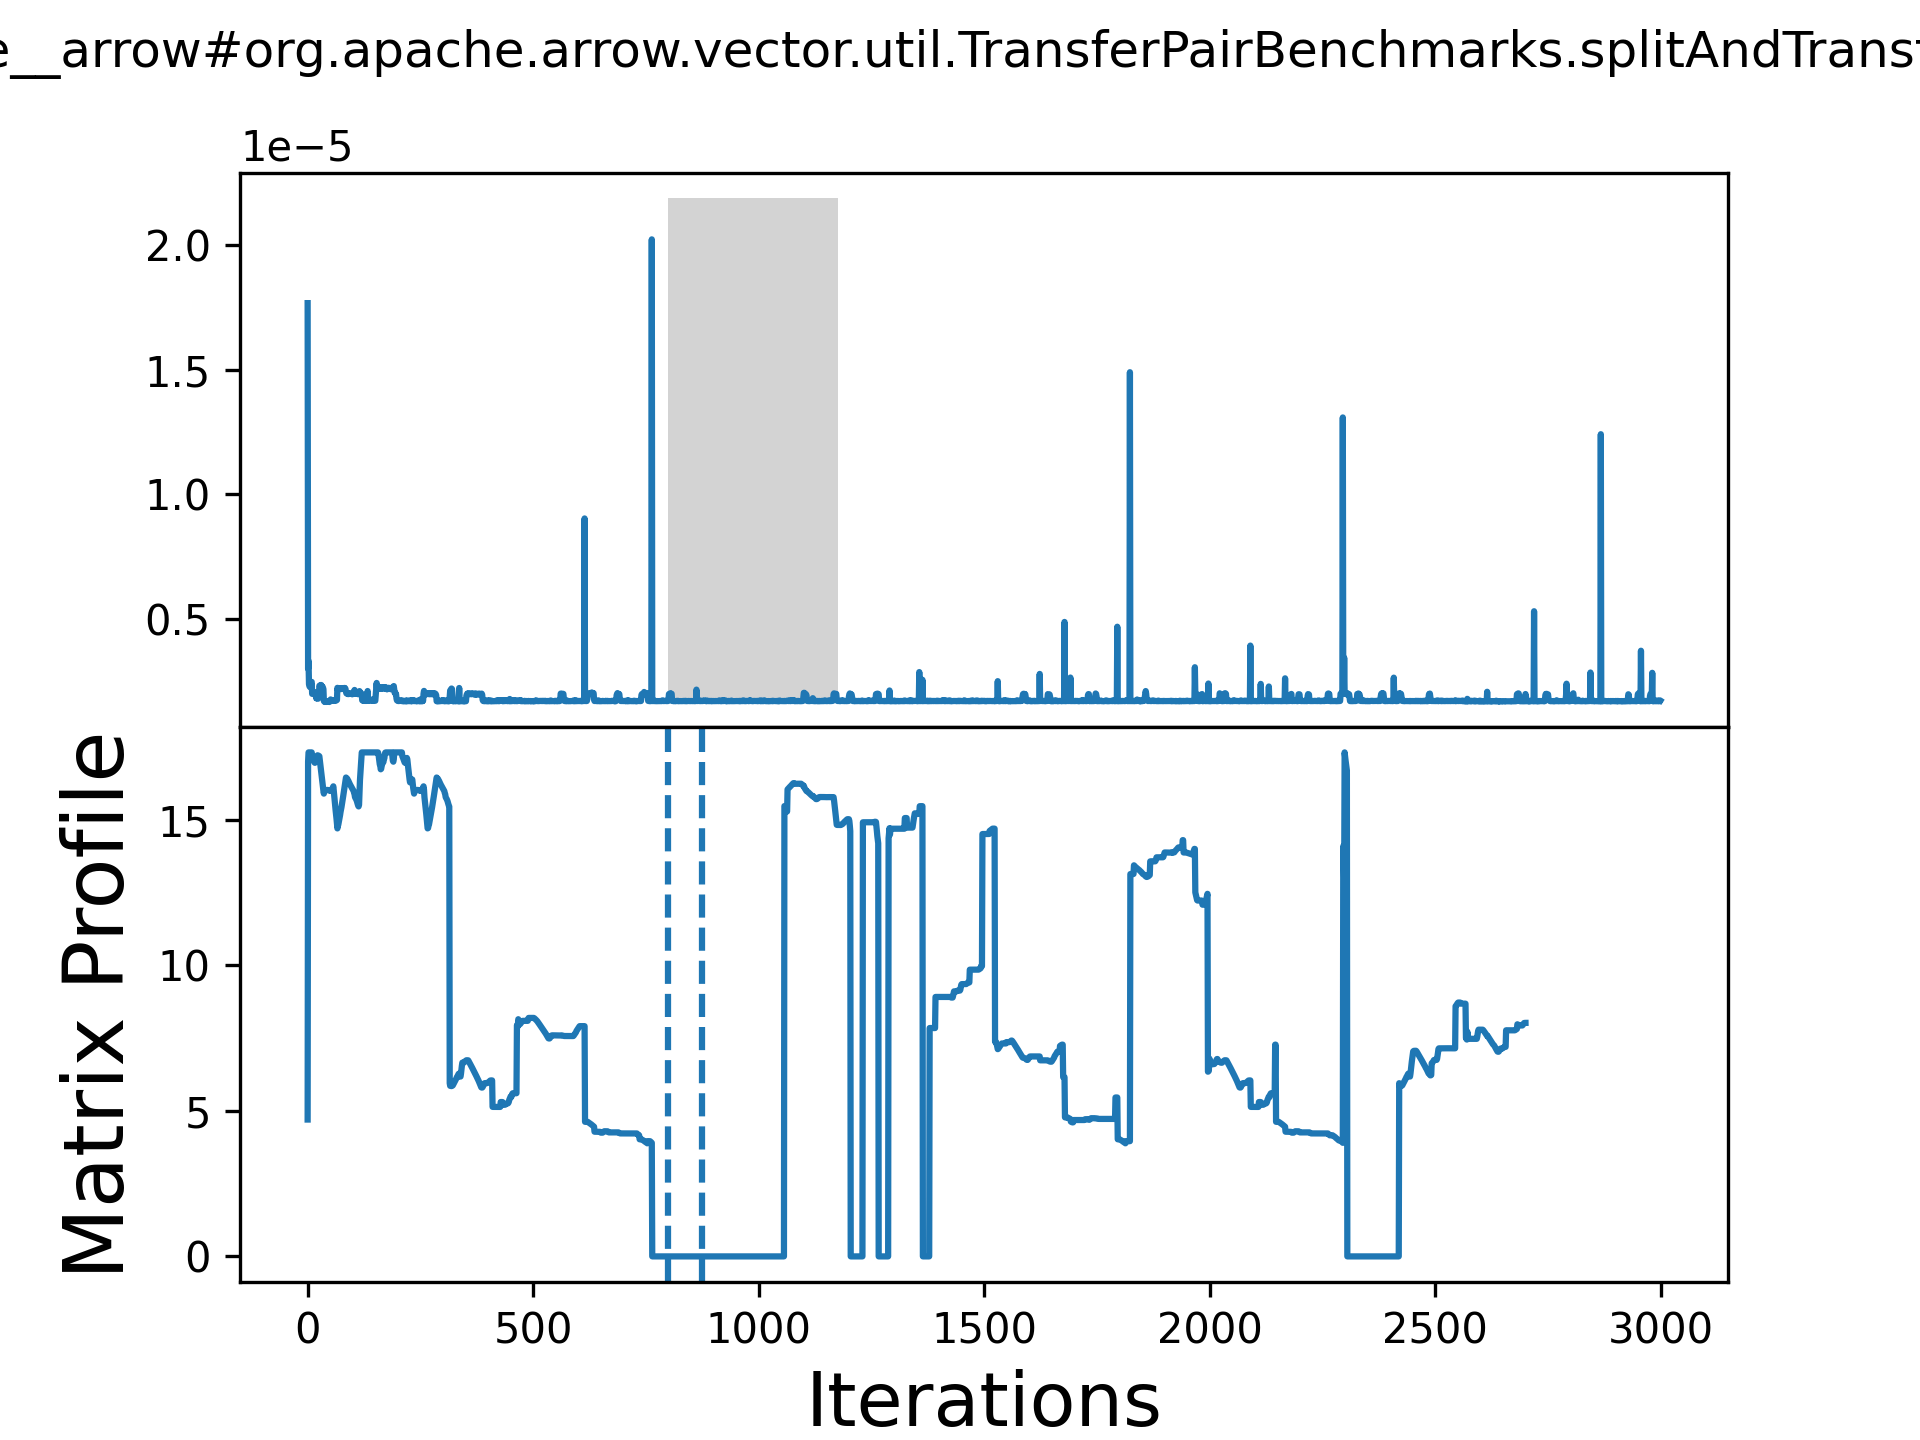 e__arrow#org.apache.arrow.vector.util.TransferPairBenchmarks.splitAndTrans
1e−5
2.0
1.5
1.0
0.5
Matrix Profile
15
10
5
0
0 500 1000 1500 2000 2500 3000
Iterations